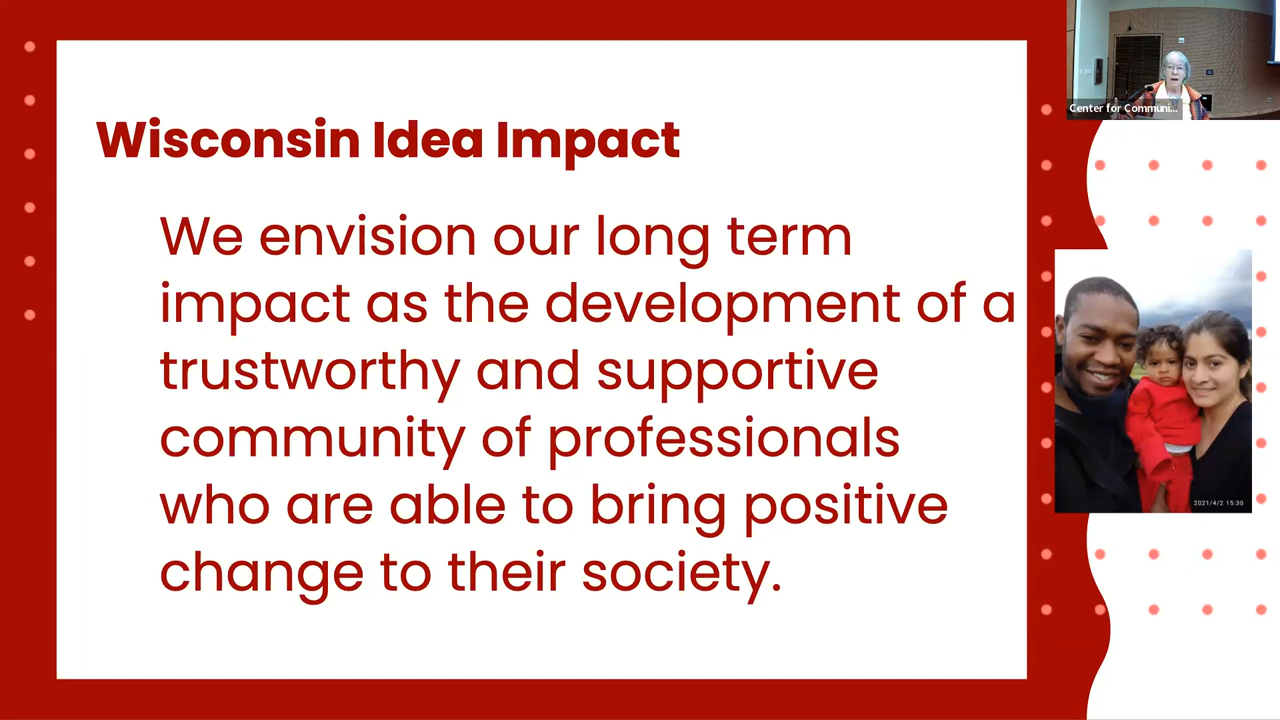 Wisconsin Idea Impact
We envision our long term
impact as the development of a
trustworthy and supportive
community of professionals
who are able to bring positive
change to their society.
Center for Communi...
2021/4/2 15:30